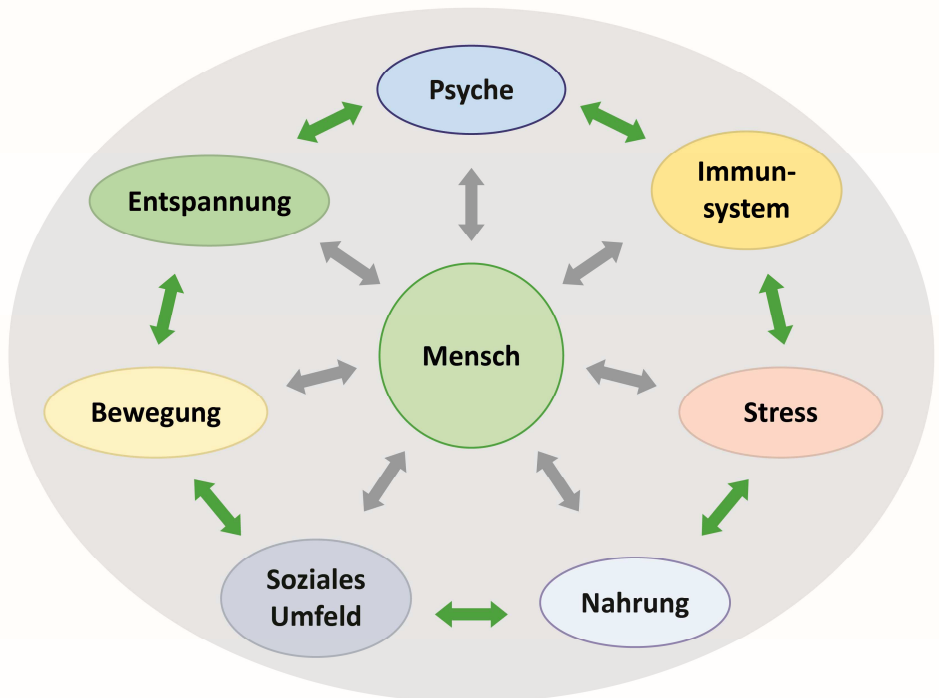 Psyche
Immun-
system
Entspannung
Mensch
Bewegung
Stress
Soziales
Umfeld
Nahrung